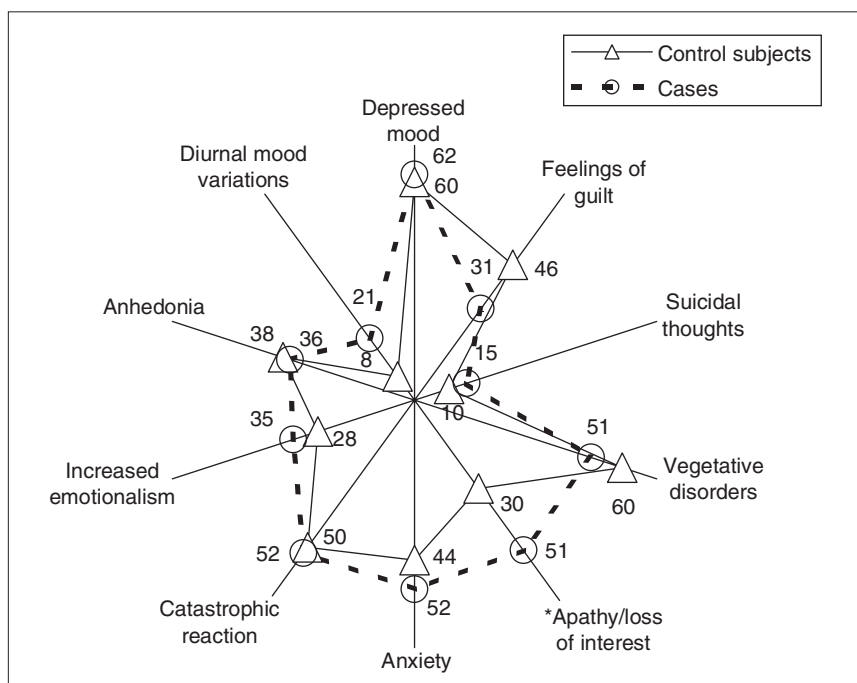 Control subjects
Cases
Depressed
mood
62
60
Diurnal mood
variations
Feelings of
guilt
31
46
21
Anhedonia
38
36
8
Suicidal
thoughts
15
10
35
28
51
Increased
emotionalism
Vegetative
disorders
60
30
50
52
44
51
52
Catastrophic
reaction
*Apathy/loss
of interest
Anxiety